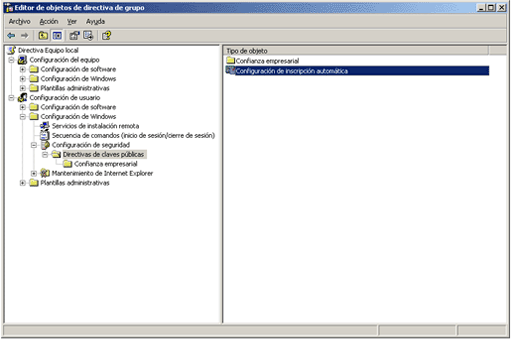 Editor de objetos de directiva de grupo
Archivo Acción Ver Ayuda
Directiva Equipo local
Configuración del equipo
Configuración de software
Configuración de Windows
Plantillas administrativas
Configuración de usuario
Configuración de software
Configuración de Windows
Servicios de instalación remota
Secuencia de comandos (inicio de sesión/cierre de sesión)
Configuración de seguridad
Directivas de claves públicas
Confianza empresarial
Mantenimiento de Internet Explorer
Plantillas administrativas
Tipo de objeto
Confianza empresarial
Configuración de inscripción automática